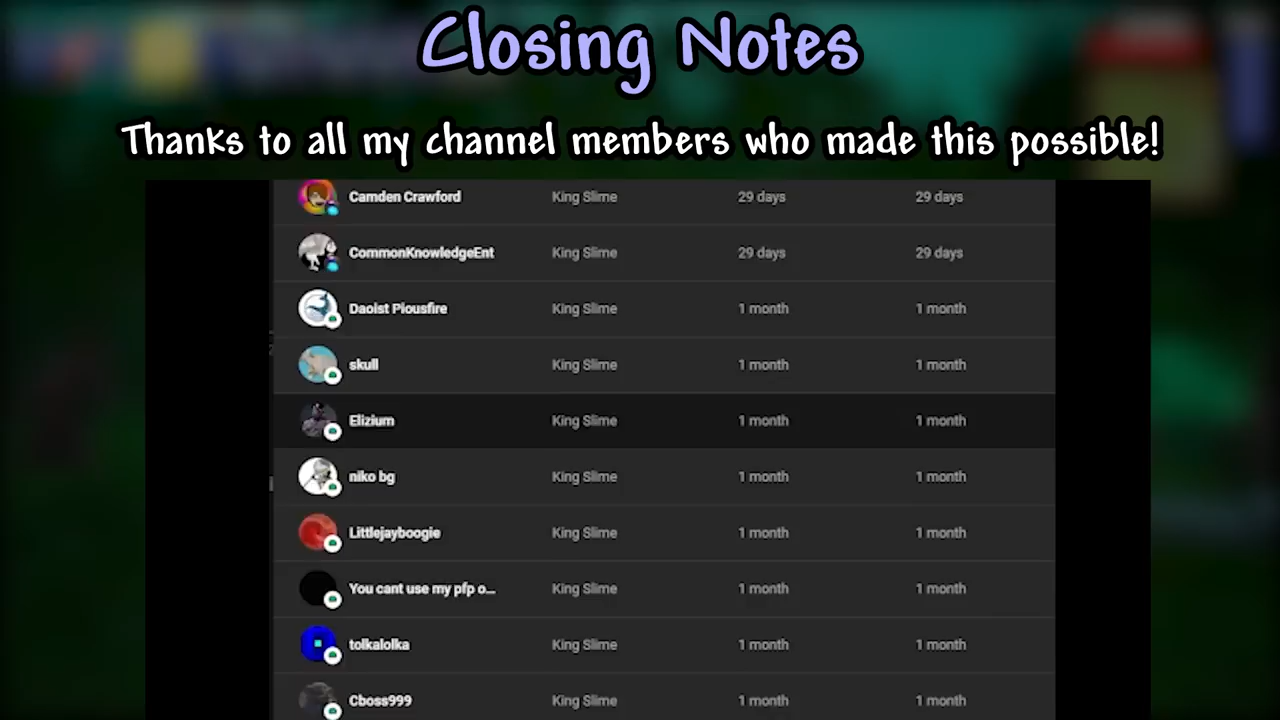 Closing Notes
Thanks to all my channel members who made this possible!
Camden Crawford King Slime 29 days 29 days
CommonKnowledgeEnt King Slime 29 days 29 days
Daoist Piousfire King Slime 1 month 1 month
skull King Slime 1 month 1 month
Elizium King Slime 1 month 1 month
niko bg King Slime 1 month 1 month
Littlejayboogie King Slime 1 month 1 month
You cant use my pfp o... King Slime 1 month 1 month
tolkalolka King Slime 1 month 1 month
Cboss999 King Slime 1 month 1 month